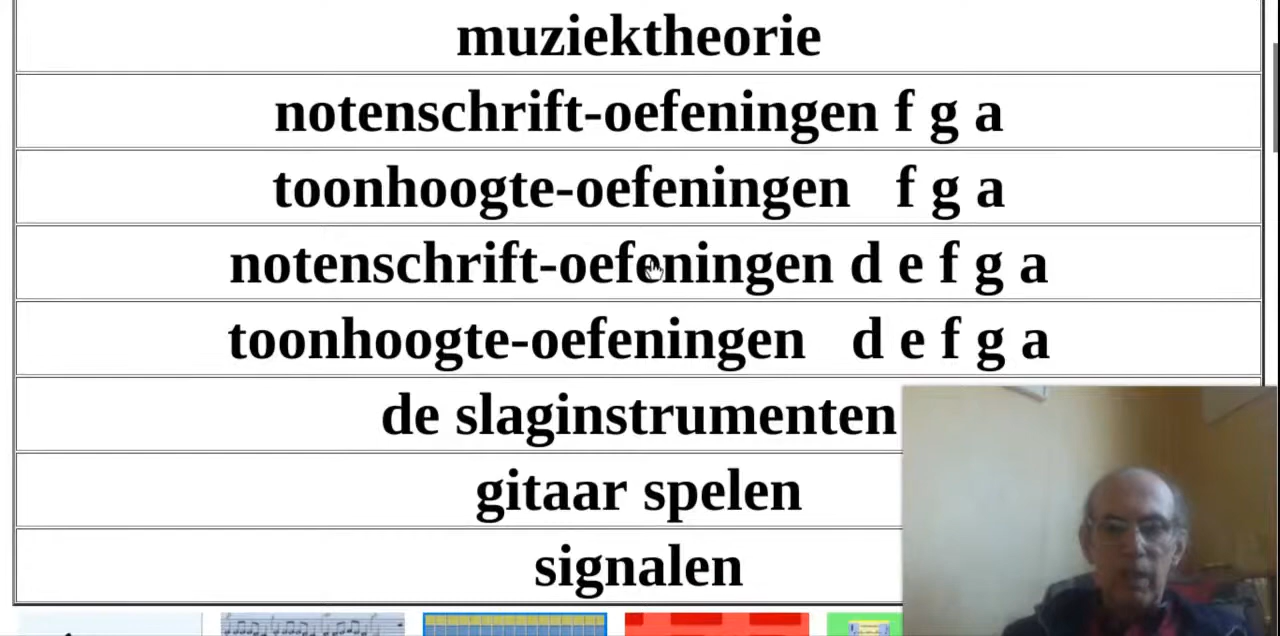 muziektheorie
notenschrift-oefeningen f g a
toonhoogte-oefeningen f g a
notenschrift-oefeningen d e f g a
toonhoogte-oefeningen d e f g a
de slaginstrumenten
gitaar spelen
signalen